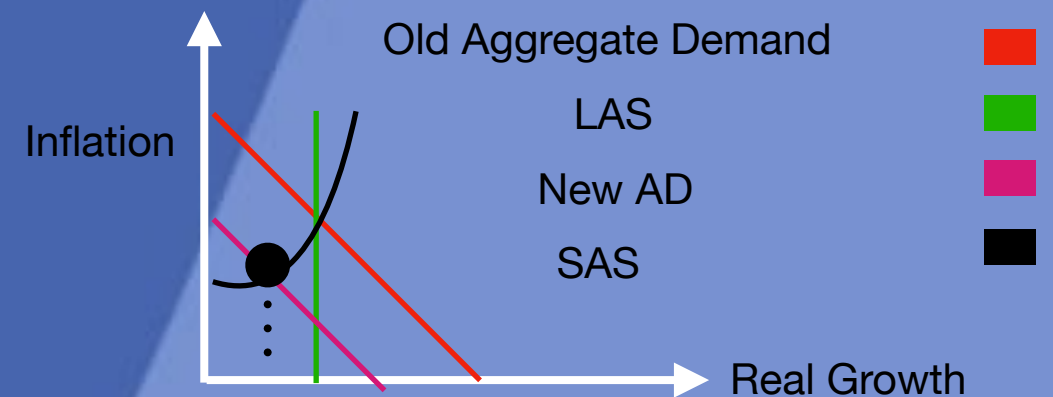 Old Aggregate Demand
LAS
Inflation
New AD
SAS
Real Growth